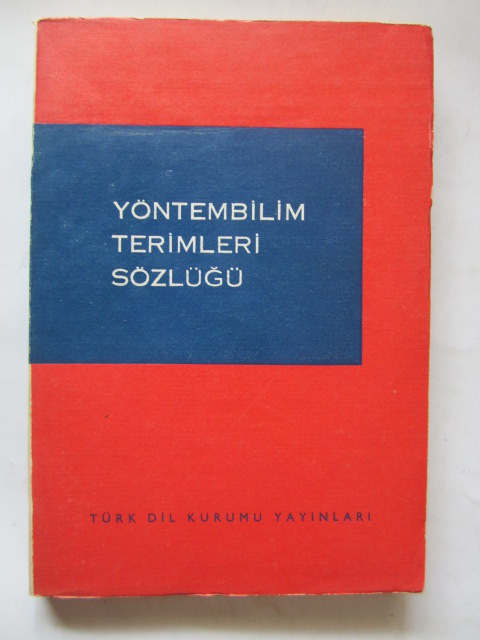 YÖNTEMBİLİM
TERİMLERİ
SÖZLÜĞÜ
TÜRK DİL KURUMU YAYINLARI